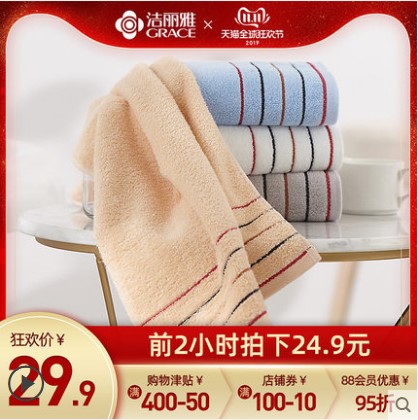 洁丽雅
GRACE
×
11.11
天猫全球狂欢节
2019
狂欢价¥
29.9
前2小时拍下24.9元
满
购物津贴/
400-50
满
店铺券/
100-10
88会员优惠/
95折